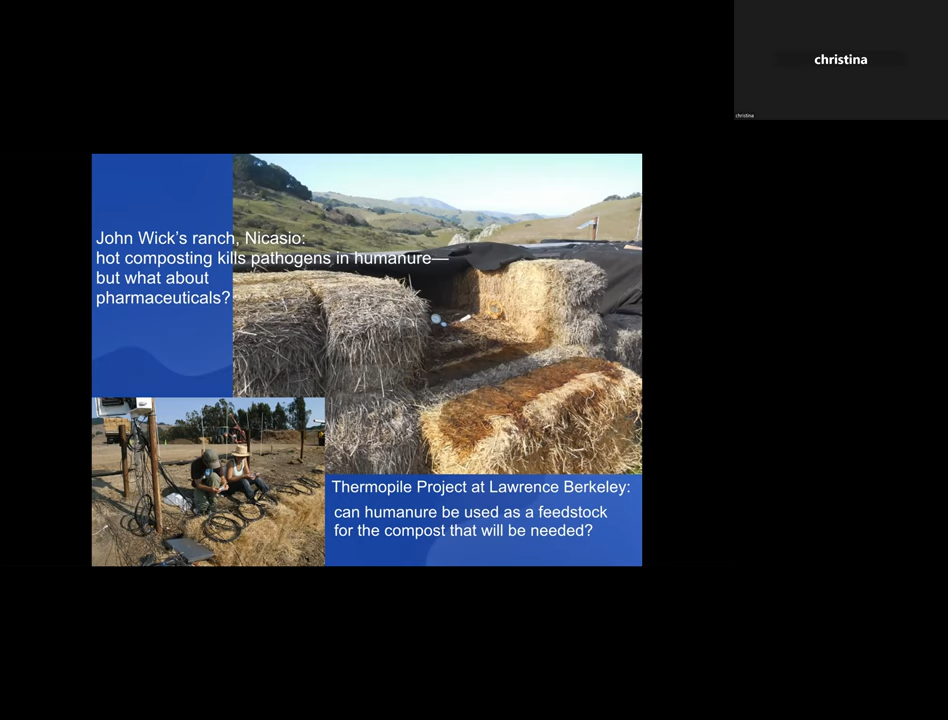 christina
christina
John Wick’s ranch, Nicasio:
hot composting kills pathogens in humanure—
but what about
pharmaceuticals?
Thermopile Project at Lawrence Berkeley:
can humanure be used as a feedstock
for the compost that will be needed?